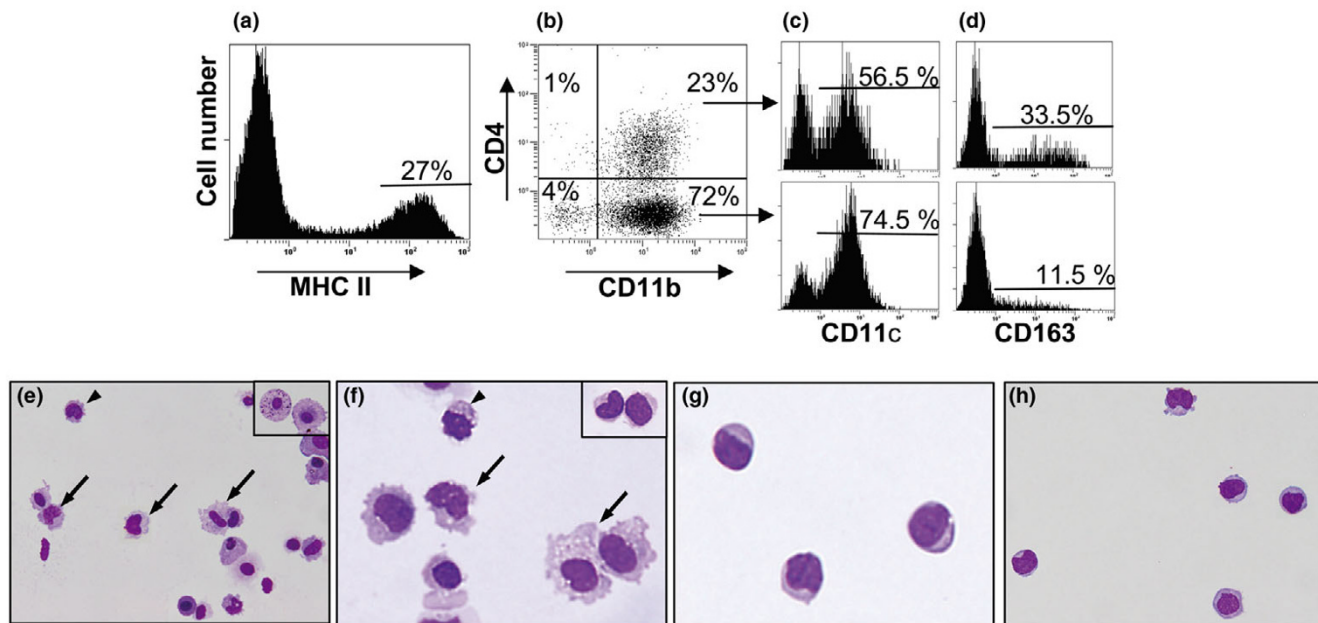 (a)
(b)
(c)
(d)
Cell number
27%
MHC II
CD4
1%
23%
4%
72%
CD11b
56.5 %
74.5 %
CD11c
33.5%
11.5 %
CD163
(e)
(f)
(g)
(h)